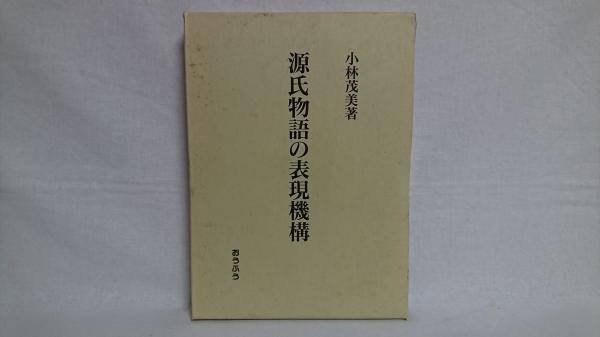 小林茂美著
源氏物語の表現機構
おうふう